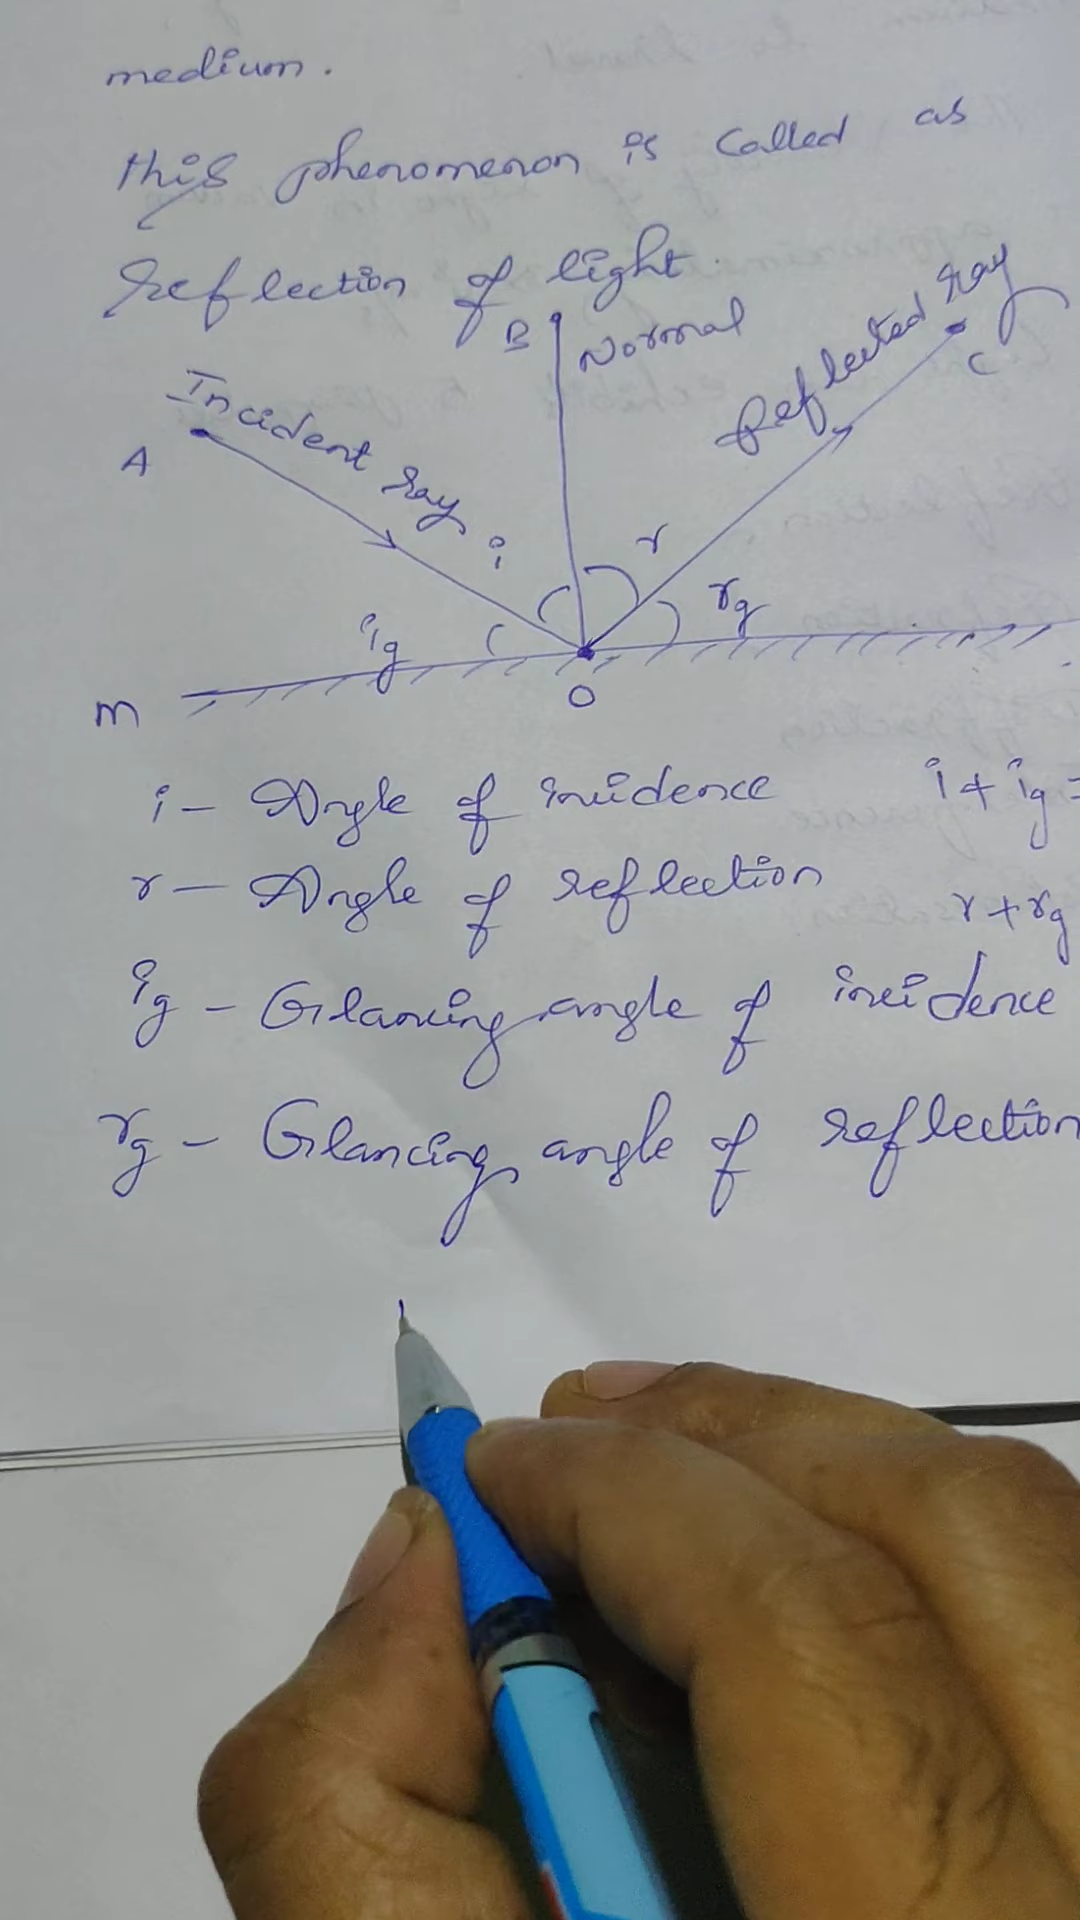 medium.
this phenomenon is called as
Reflection of light.
B Normal
Reflected ray
C
Incident ray
A
i r
ig rg
M O
i - Angle of incidence i + ig =
r - Angle of reflection r + rg
ig - Glancing angle of incidence
rg - Glancing angle of reflection